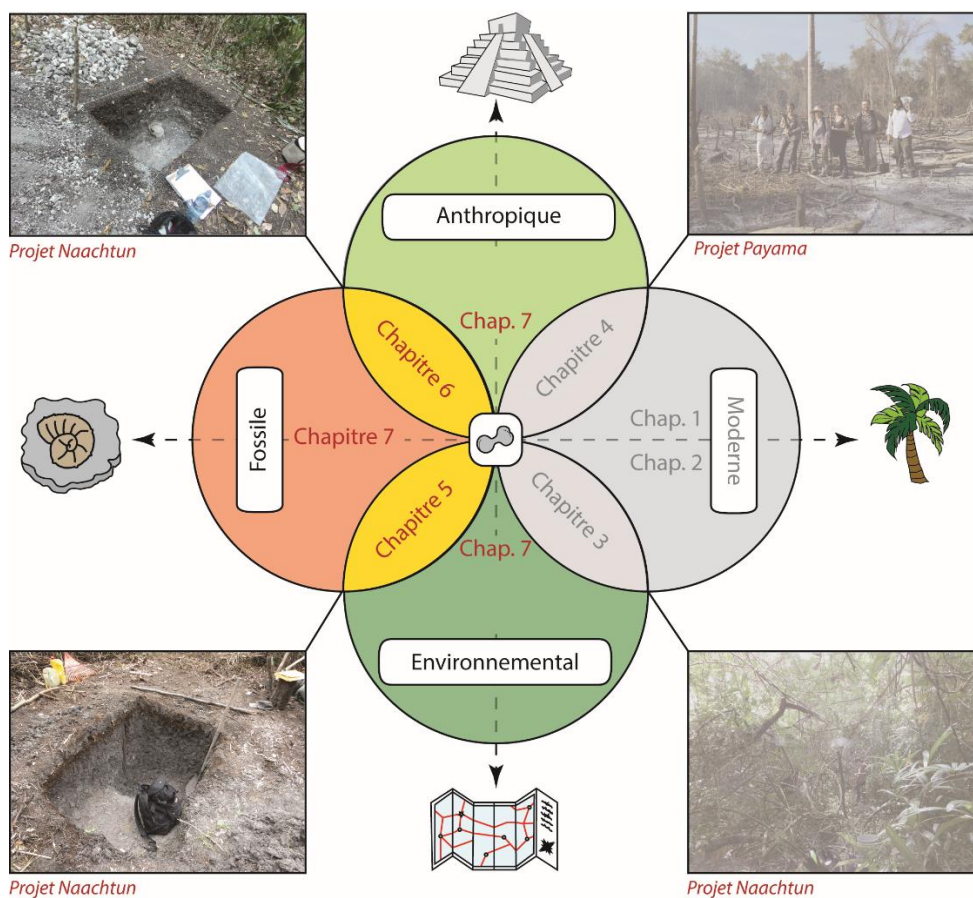 Anthropique
Projet Naachtun
Projet Payama
Chap. 7
Chapitre 6
Chapitre 4
Fossile
Chapitre 7
Chap. 1
Chap. 2
Moderne
Chapitre 5
Chapitre 3
Chap. 7
Environnemental
Projet Naachtun
Projet Naachtun